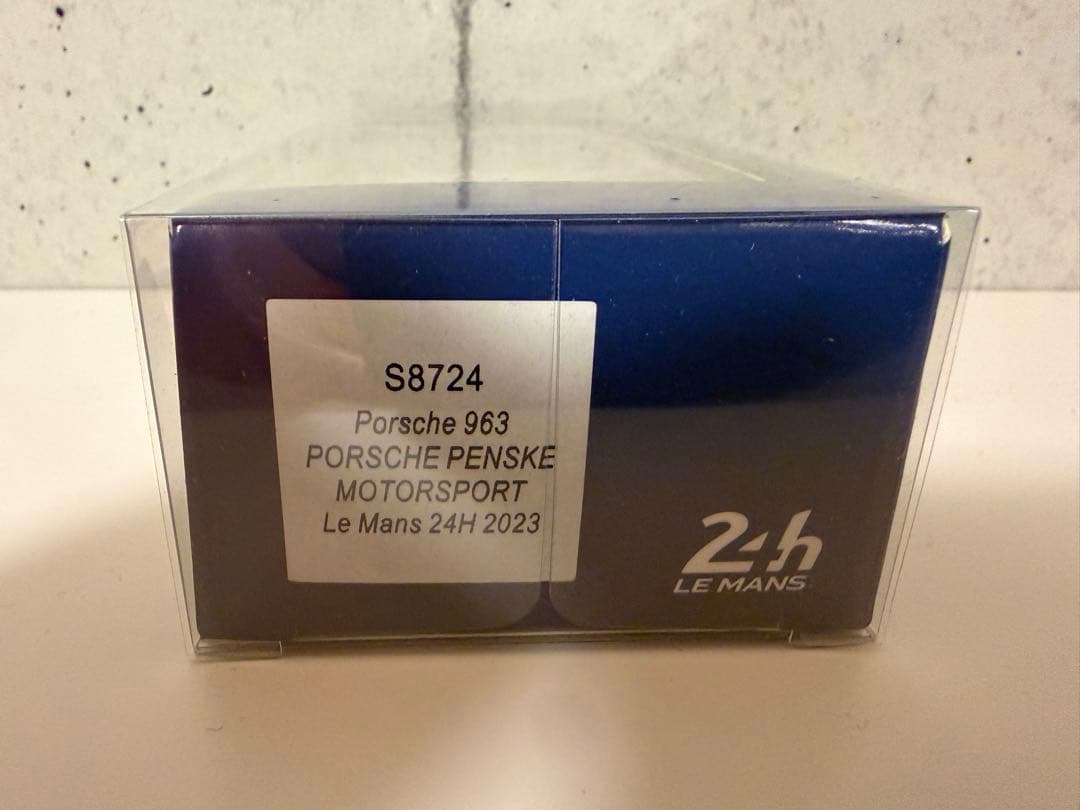 S8724
Porsche 963
PORSCHE PENSKE
MOTORSPORT
Le Mans 24H 2023
24h
LE MANS